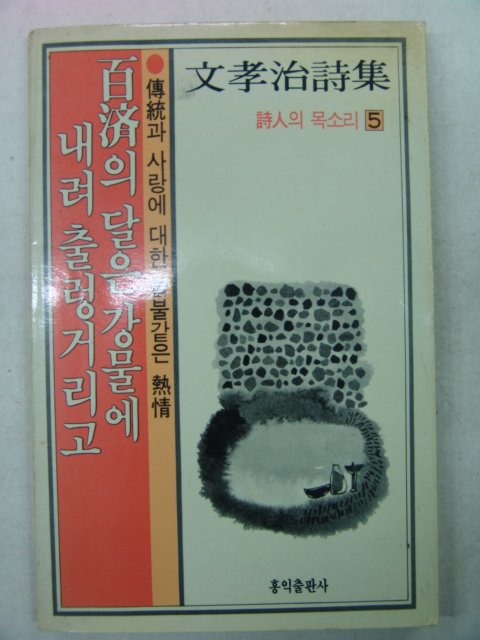 文孝治詩集
詩人의 목소리 5
百済의 달은 강물에
내려 출렁거리고
傳統과 사랑에 대한 불같은 熱情
홍익출판사